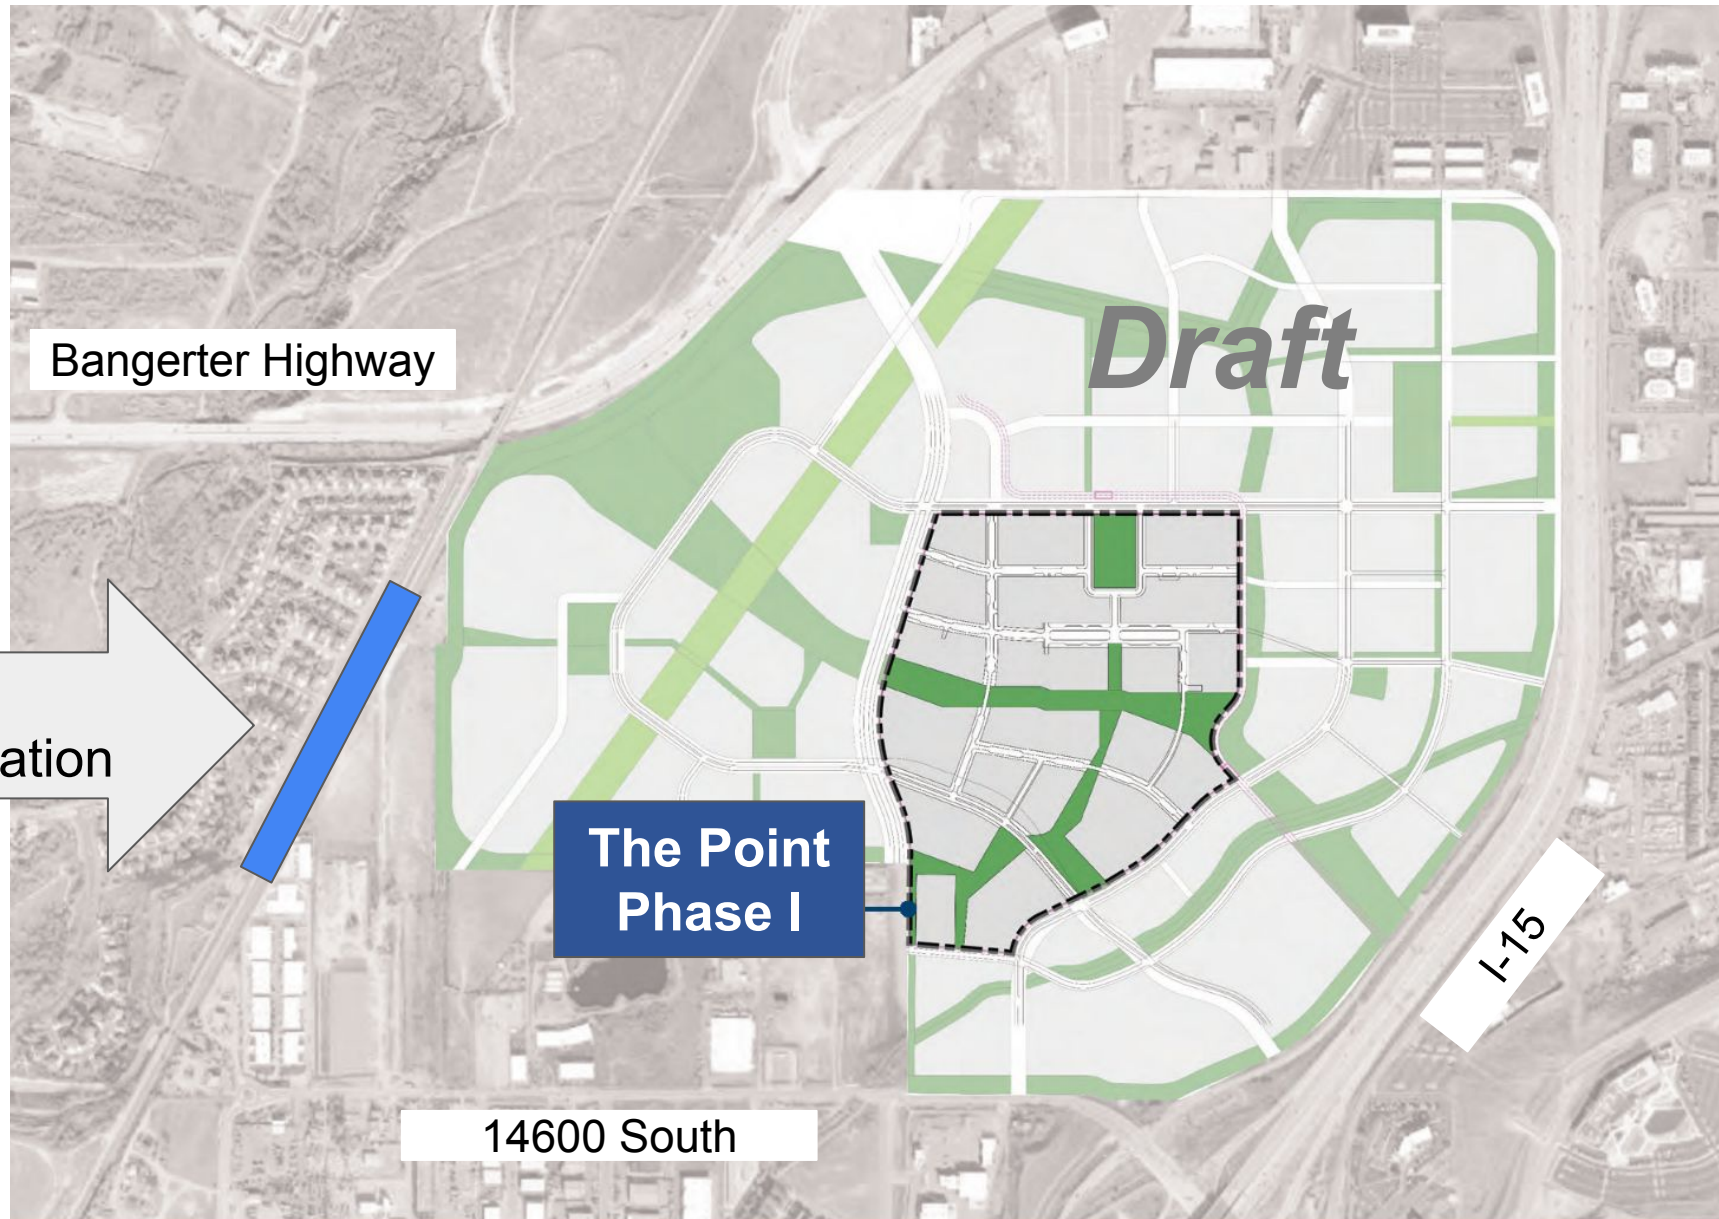 Draft
Bangerter Highway
ation
The Point
Phase I
I-15
14600 South